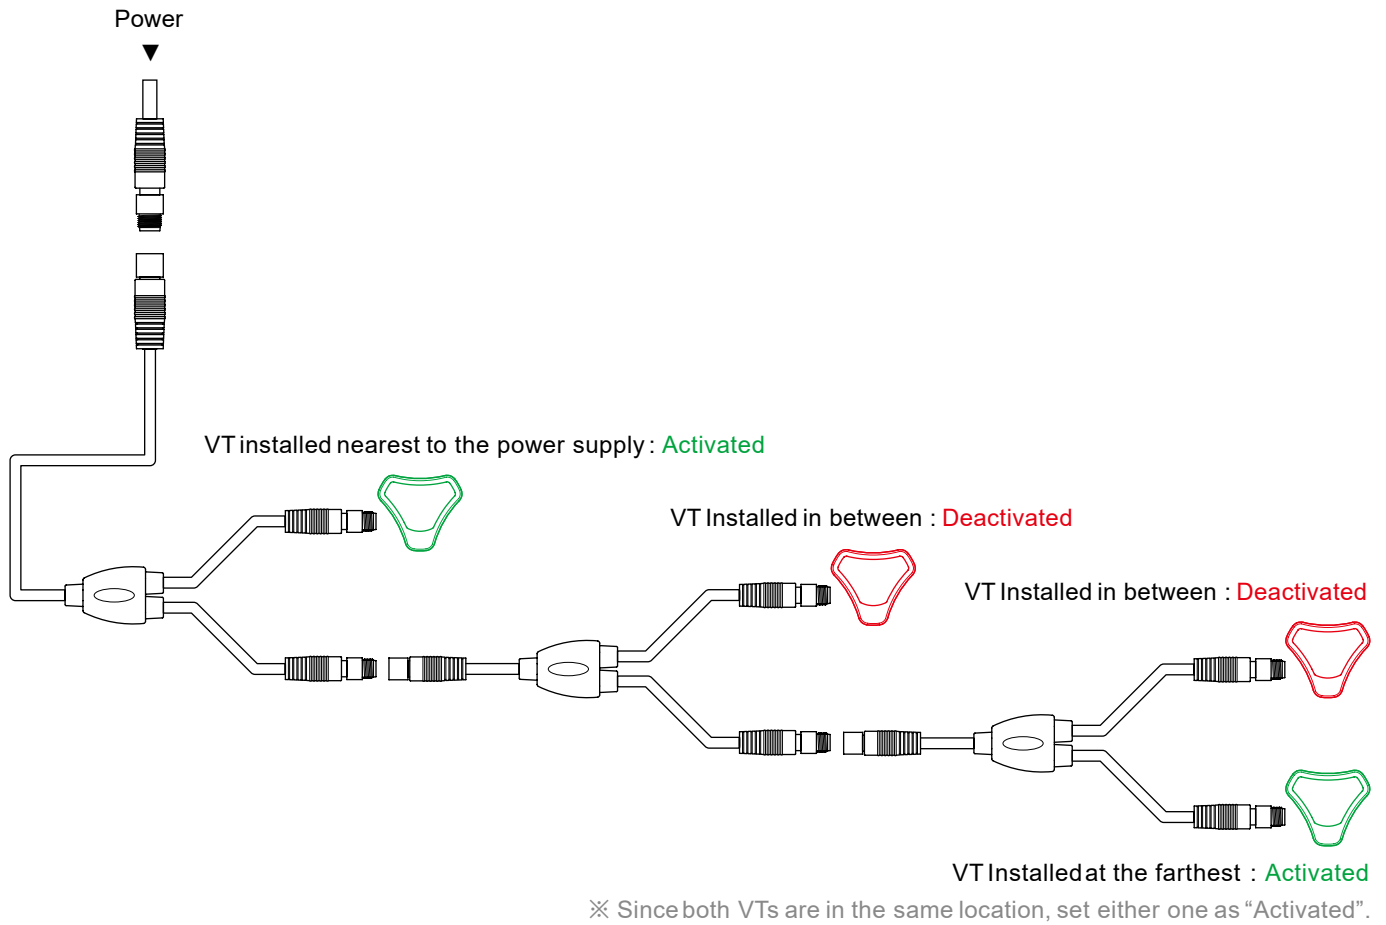 Power
VT installed nearest to the power supply : Activated
VT Installed in between : Deactivated
VT Installed in between : Deactivated
VT Installed at the farthest : Activated
※ Since both VTs are in the same location, set either one as “Activated”.